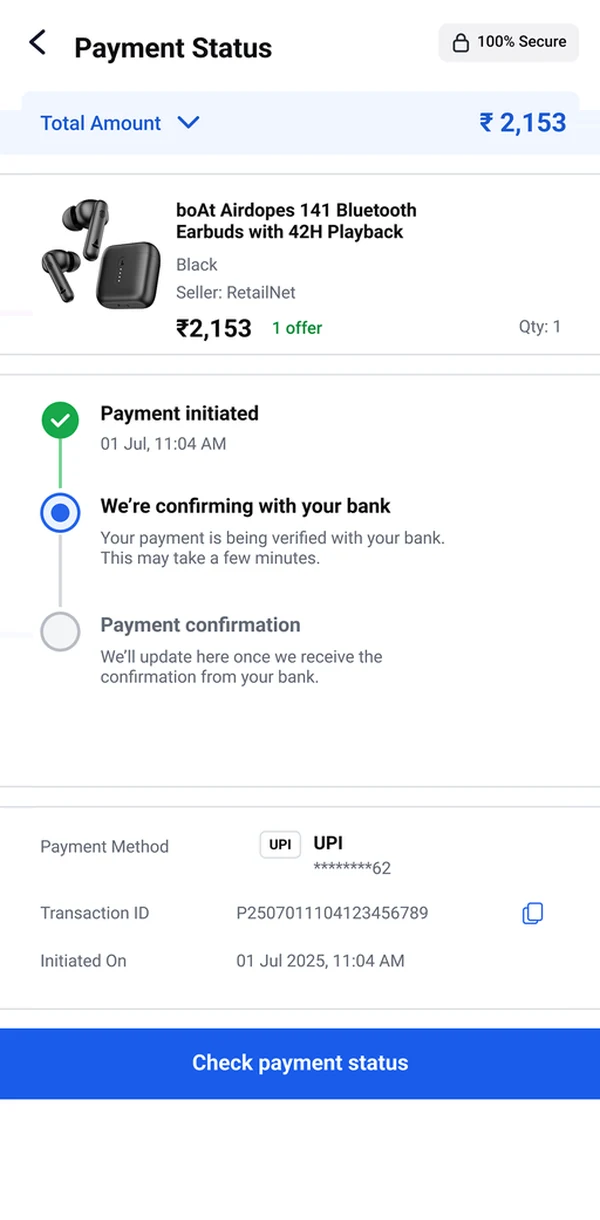 Payment Status
100% Secure
Total Amount
₹ 2,153
boAt Airdopes 141 Bluetooth
Earbuds with 42H Playback
Black
Seller: RetailNet
₹2,153 1 offer
Qty: 1
Payment initiated
01 Jul, 11:04 AM
We’re confirming with your bank
Your payment is being verified with your bank.
This may take a few minutes.
Payment confirmation
We’ll update here once we receive the
confirmation from your bank.
Payment Method
UPI
UPI
********62
Transaction ID
P2507011104123456789
Initiated On
01 Jul 2025, 11:04 AM
Check payment status